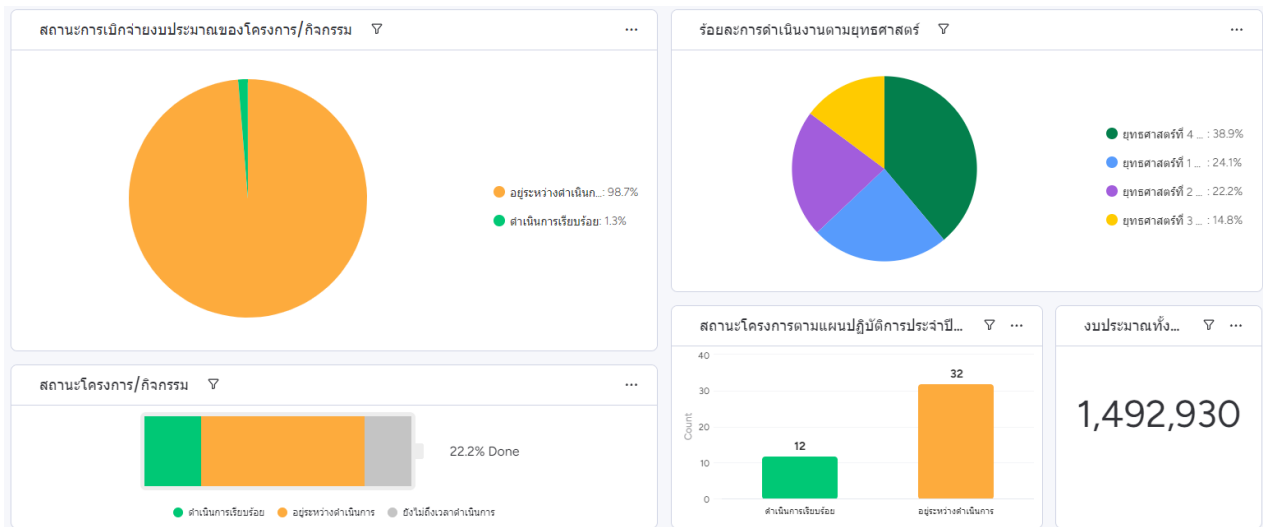 สถานะการเบิกจ่ายงบประมาณของโครงการ/กิจกรรม
อยู่ระหว่างดำเนินก...: 98.7%
ดำเนินการเรียบร้อย: 1.3%
ร้อยละการดำเนินงานตามยุทธศาสตร์
ยุทธศาสตร์ที่ 4 ... : 38.9%
ยุทธศาสตร์ที่ 1 ... : 24.1%
ยุทธศาสตร์ที่ 2 ... : 22.2%
ยุทธศาสตร์ที่ 3 ... : 14.8%
สถานะโครงการ/กิจกรรม
22.2% Done
ดำเนินการเรียบร้อย อยู่ระหว่างดำเนินการ ยังไม่ถึงเวลาดำเนินการ
สถานะโครงการตามแผนปฏิบัติการประจำปี...
Count
40
30
20
10
0
12
32
ดำเนินการเรียบร้อย อยู่ระหว่างดำเนินการ
งบประมาณทั้ง...
1,492,930